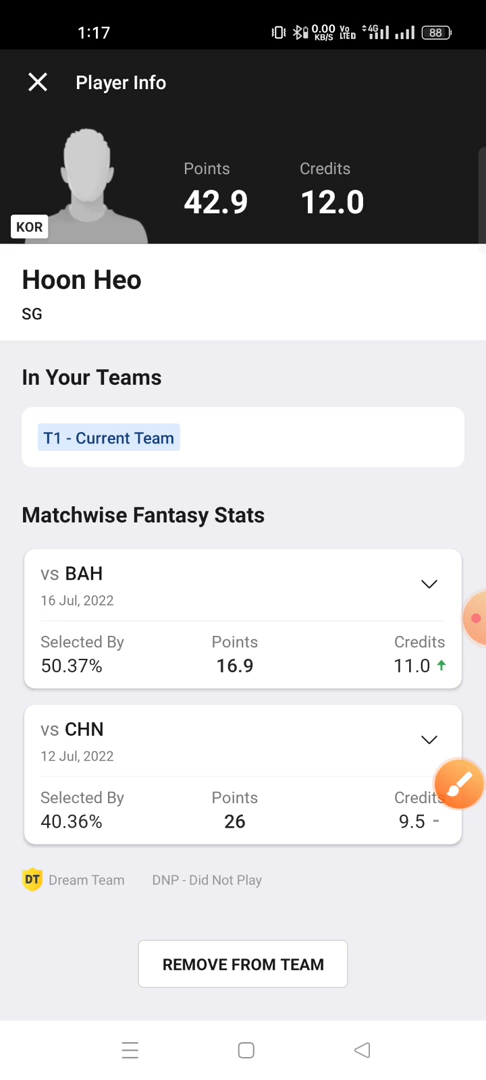 1:17
0.00
KB/S
Vo
LTE
4G
88
Player Info
Points
Credits
42.9
12.0
KOR
Hoon Heo
SG
In Your Teams
T1 - Current Team
Matchwise Fantasy Stats
vs BAH
16 Jul, 2022
Selected By
Points
Credits
50.37%
16.9
11.0
vs CHN
12 Jul, 2022
Selected By
Points
Credits
40.36%
26
9.5 -
DT Dream Team
DNP - Did Not Play
REMOVE FROM TEAM